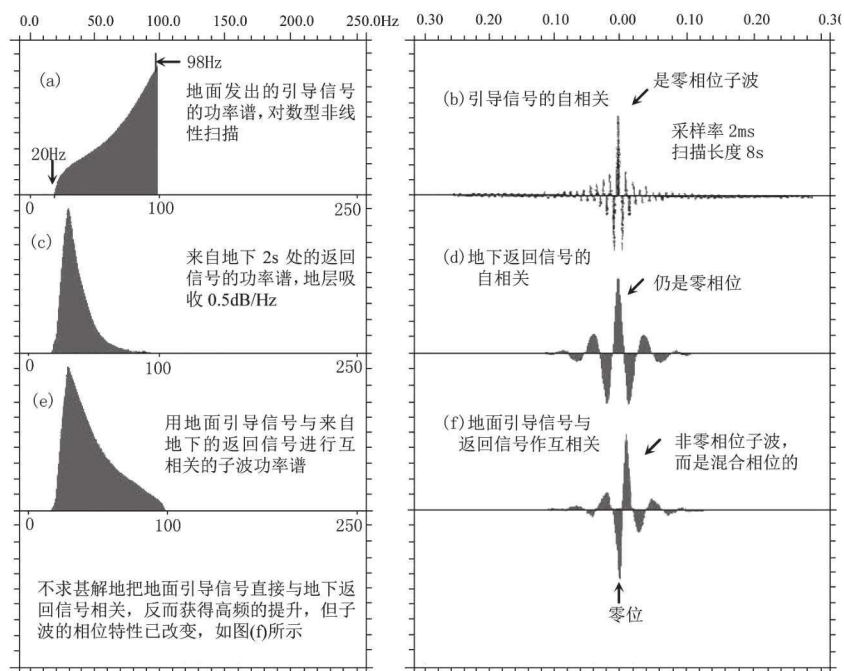 0.0 50.0 100.0 150.0 200.0 250.0Hz
0.30 0.20 0.10 0.00 0.10 0.20 0.30
(a)
98Hz
地面发出的引导信号
的功率谱，对数型非线
性扫描
20Hz
0 100 250
(b) 引导信号的自相关
是零相位子波
采样率 2ms
扫描长度 8s
(c)
来自地下 2s 处的返回
信号的功率谱，地层吸
收 0.5dB/Hz
0 100 250
(d) 地下返回信号的
自相关
仍是零相位
(e)
用地面引导信号与来自
地下的返回信号进行互
相关的子波功率谱
0 100 250
(f) 地面引导信号与
返回信号作互相关
非零相位子波，
而是混合相位的
零位
不求甚解地把地面引导信号直接与地下返
回信号相关，反而获得高频的提升，但子
波的相位特性已改变，如图(f)所示